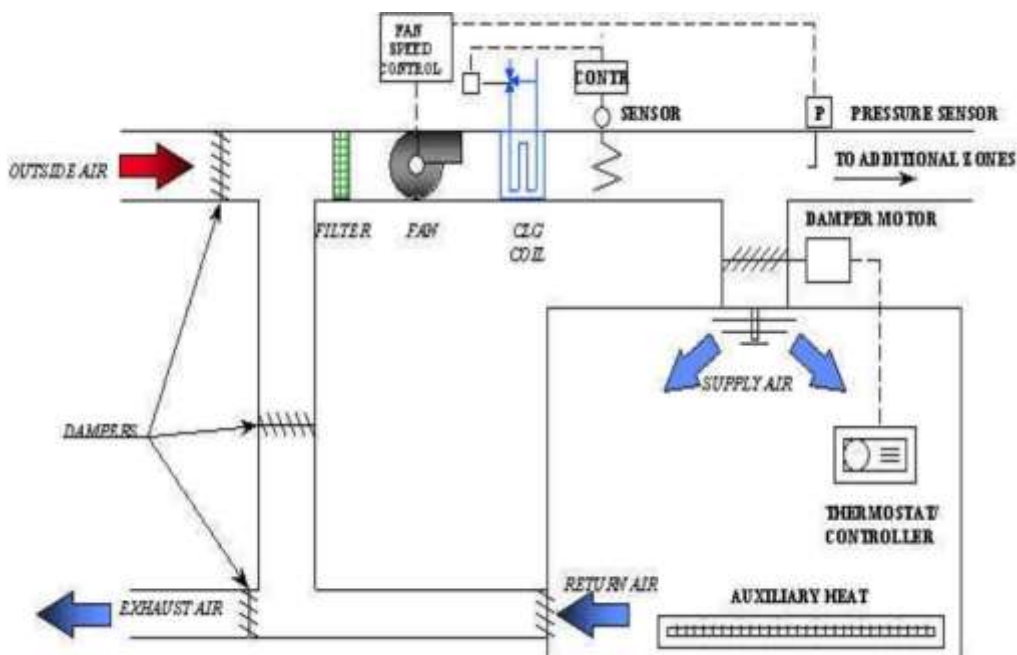 FAN
SPEED
CONTROL
CONTR
SENSOR
P
PRESSURE SENSOR
OUTSIDE AIR
TO ADDITIONAL ZONES
FILTER
FAN
CLG
COIL
DAMPER MOTOR
SUPPLY AIR
DAMPERS
THERMOSTAT/
CONTROLLER
RETURN AIR
EXHAUST AIR
AUXILIARY HEAT